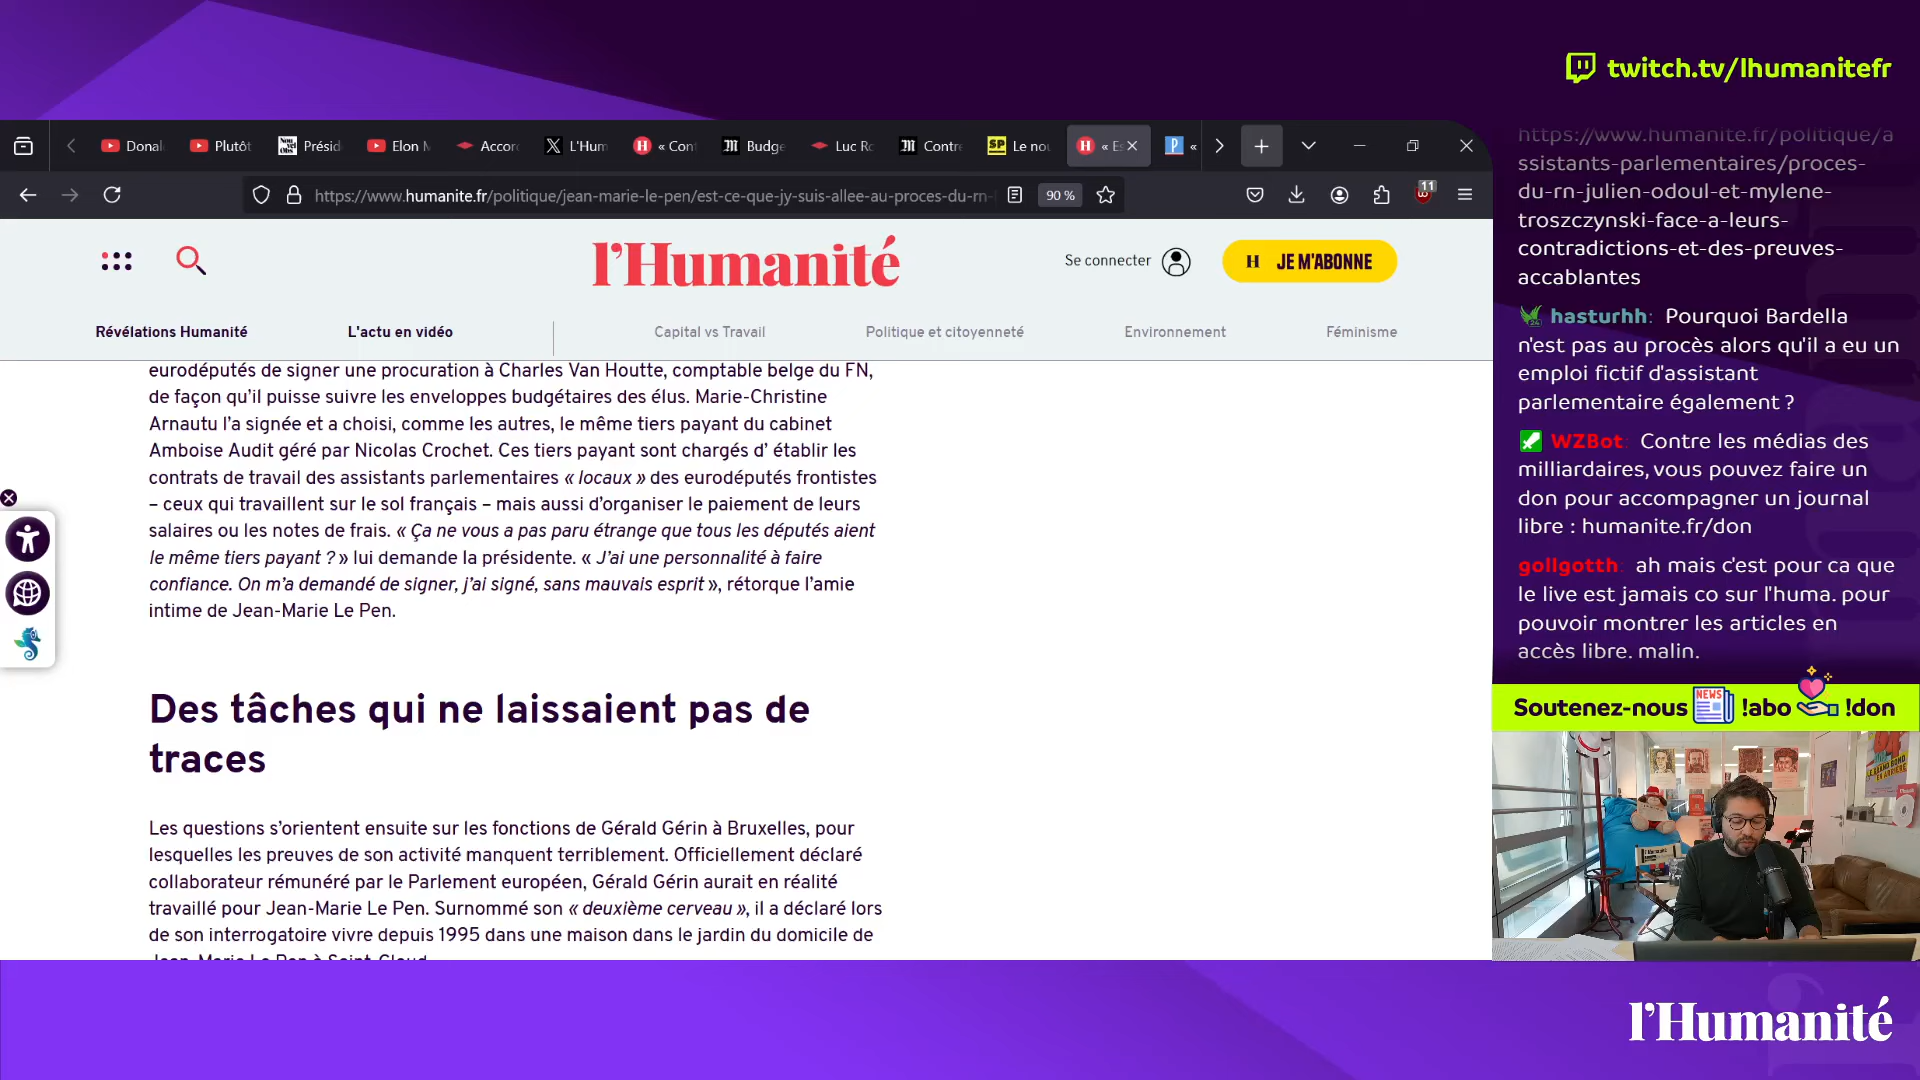 twitch.tv/lhumanitefr
Donal
Plutôt
Présid
Elon M
Accord
L'Hum
« Cont
Budge
Luc Ro
Contre
Le nou
« Es
«
https://www.humanite.fr/politique/jean-marie-le-pen/est-ce-que-jy-suis-allee-au-proces-du-rn-
90 %
11
l'Humanité
Se connecter
H JE M'ABONNE
Révélations Humanité
L'actu en vidéo
Capital vs Travail
Politique et citoyenneté
Environnement
Féminisme
eurodéputés de signer une procuration à Charles Van Houtte, comptable belge du FN,
de façon qu’il puisse suivre les enveloppes budgétaires des élus. Marie-Christine
Arnautu l’a signée et a choisi, comme les autres, le même tiers payant du cabinet
Amboise Audit géré par Nicolas Crochet. Ces tiers payant sont chargés d’ établir les
contrats de travail des assistants parlementaires « locaux » des eurodéputés frontistes
– ceux qui travaillent sur le sol français – mais aussi d’organiser le paiement de leurs
salaires ou les notes de frais. « Ça ne vous a pas paru étrange que tous les députés aient
le même tiers payant ? » lui demande la présidente. « J’ai une personnalité à faire
confiance. On m’a demandé de signer, j’ai signé, sans mauvais esprit », rétorque l’amie
intime de Jean-Marie Le Pen.
Des tâches qui ne laissaient pas de
traces
Les questions s’orientent ensuite sur les fonctions de Gérald Gérin à Bruxelles, pour
lesquelles les preuves de son activité manquent terriblement. Officiellement déclaré
collaborateur rémunéré par le Parlement européen, Gérald Gérin aurait en réalité
travaillé pour Jean-Marie Le Pen. Surnommé son « deuxième cerveau », il a déclaré lors
de son interrogatoire vivre depuis 1995 dans une maison dans le jardin du domicile de
Jean-Marie Le Pen à Saint-Cloud.
https://www.humanite.fr/politique/a
ssistants-parlementaires/proces-
du-rn-julien-odoul-et-mylene-
troszczynski-face-a-leurs-
contradictions-et-des-preuves-
accablantes
hasturhh: Pourquoi Bardella
n'est pas au procès alors qu'il a eu un
emploi fictif d'assistant
parlementaire également ?
WZBot: Contre les médias des
milliardaires, vous pouvez faire un
don pour accompagner un journal
libre : humanite.fr/don
gollgotth: ah mais c'est pour ca que
le live est jamais co sur l'huma. pour
pouvoir montrer les articles en
accès libre. malin.
Soutenez-nous NEWS !abo !don
l'Humanité
l'Humanité